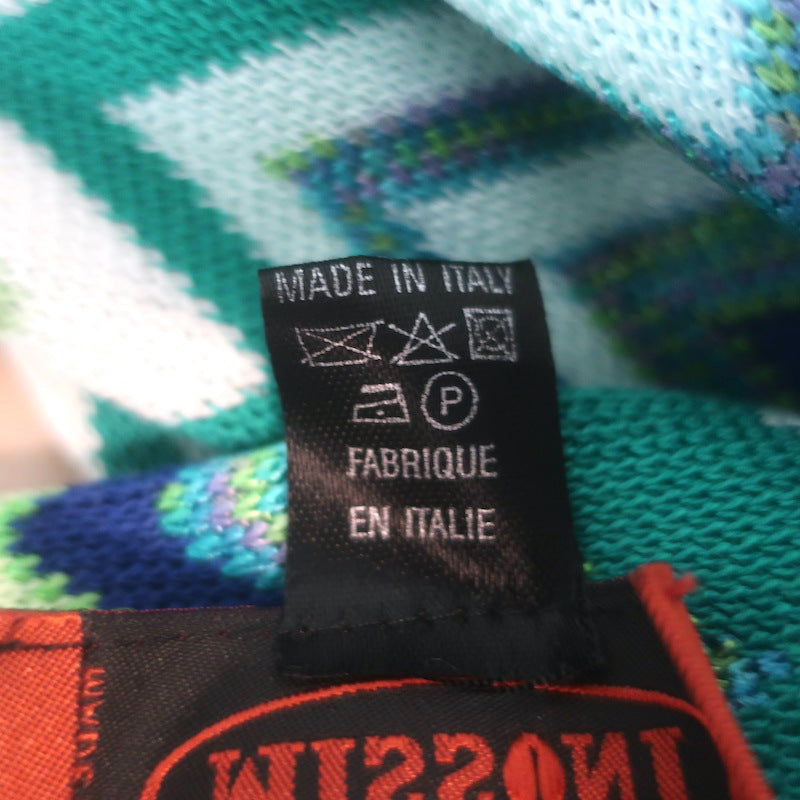 MADE IN ITALY
P
FABRIQUE
EN ITALIE
MISSONI